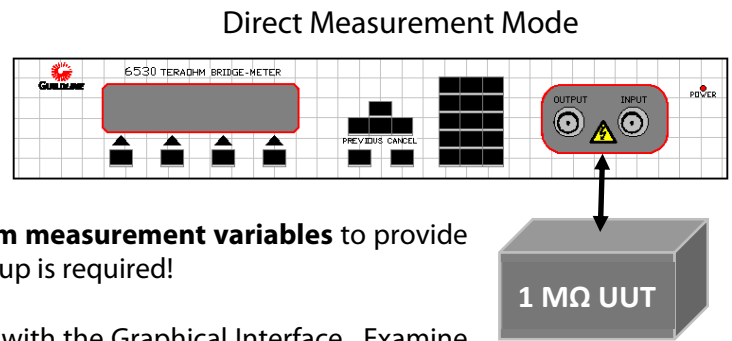 Direct Measurement Mode
GUILDLINE
6530 TERAOHM BRIDGE-METER
OUTPUT INPUT
POWER
PREVIOUS CANCEL
m measurement variables to provide
up is required!
1 MΩ UUT
with the Graphical Interface. Examine